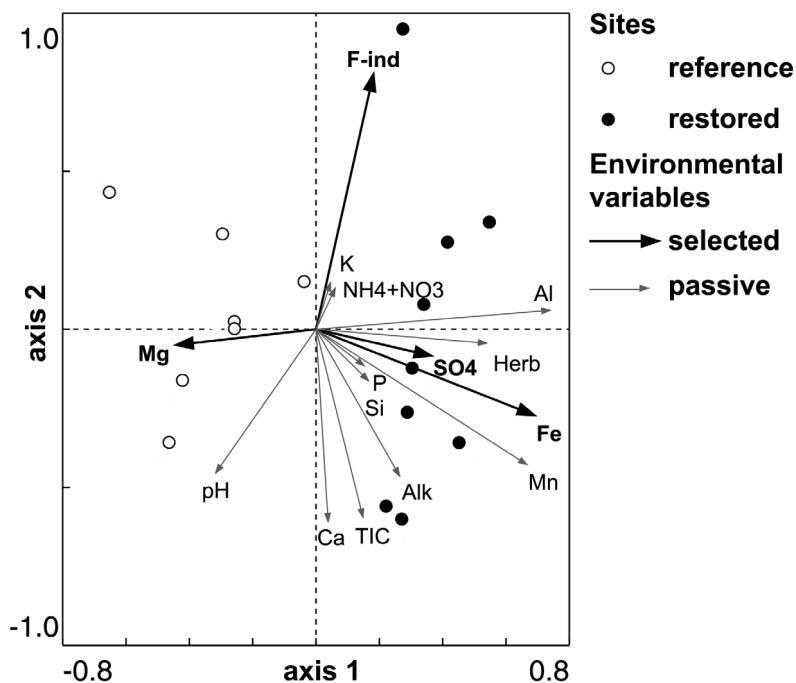 1.0
axis 2
-1.0
-0.8
axis 1
0.8
F-ind
K
NH4+NO3
Al
Mg
SO4
Herb
P
Si
Fe
pH
Alk
Mn
Ca
TIC
Sites
reference
restored
Environmental
variables
selected
passive